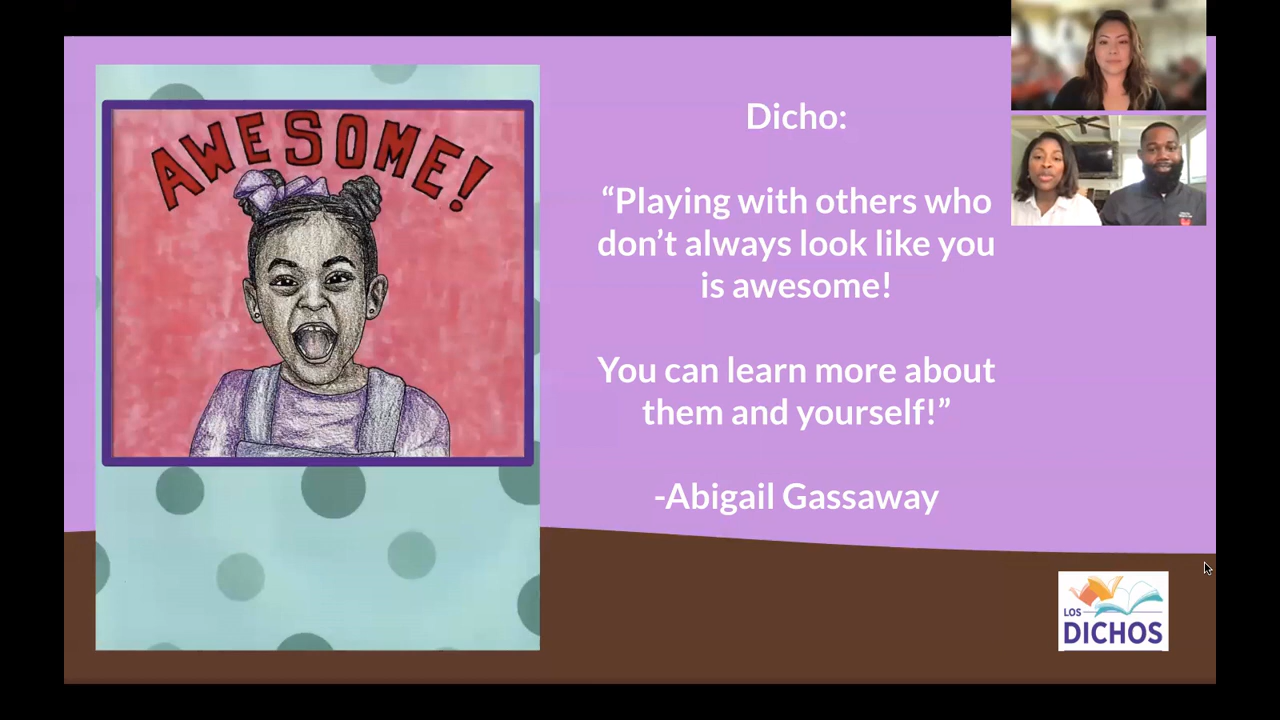 AWESOME!
Dicho:
“Playing with others who
don’t always look like you
is awesome!
You can learn more about
them and yourself!”
-Abigail Gassaway
LOS
DICHOS